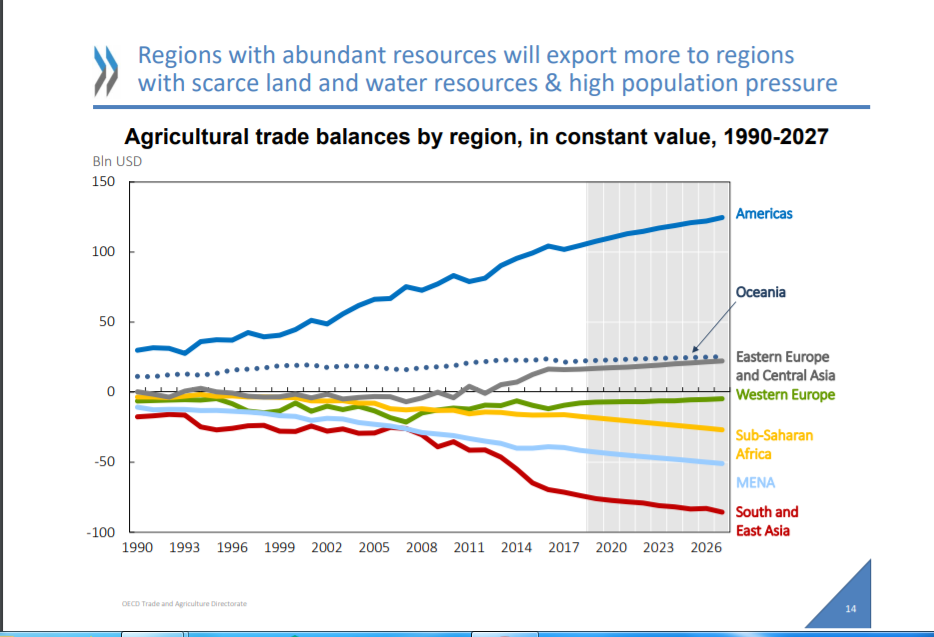 Regions with abundant resources will export more to regions
with scarce land and water resources & high population pressure
Agricultural trade balances by region, in constant value, 1990-2027
Bln USD
150
100
50
0
-50
-100
1990 1993 1996 1999 2002 2005 2008 2011 2014 2017 2020 2023 2026
Americas
Oceania
Eastern Europe
and Central Asia
Western Europe
Sub-Saharan
Africa
MENA
South and
East Asia
OECD Trade and Agriculture Directorate
14